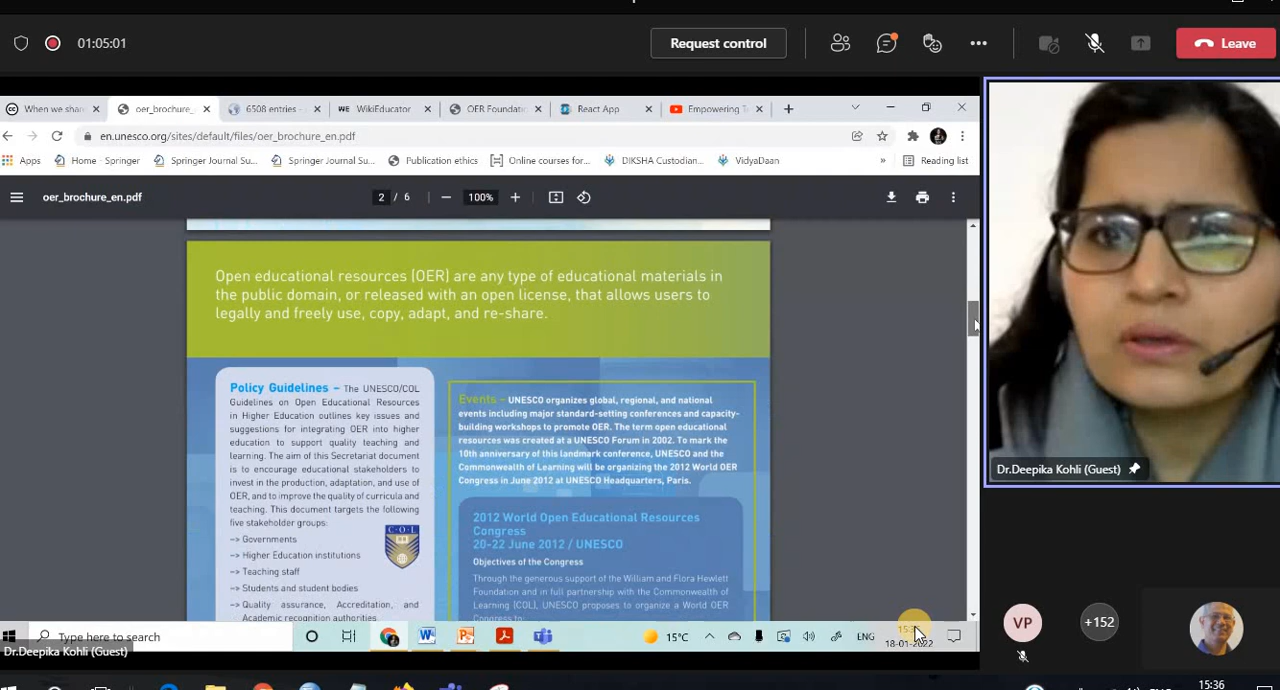 01:05:01
Request control
Leave
When we sha
oer_brochure_
6508 entries -
WE WikiEducator
OER Foundatio
React App
Empowering T
en.unesco.org/sites/default/files/oer_brochure_en.pdf
Apps
Home - Springer
Springer Journal Su...
Springer Journal Su...
Publication ethics
Online courses for...
DIKSHA Custodian...
VidyaDaan
»
Reading list
oer_brochure_en.pdf
2 / 6
100%
Open educational resources (OER) are any type of educational materials in
the public domain, or released with an open license, that allows users to
legally and freely use, copy, adapt, and re-share.
Policy Guidelines – The UNESCO/COL
Guidelines on Open Educational Resources
in Higher Education outlines key issues and
suggestions for integrating OER into higher
education to support quality teaching and
learning. The aim of this Secretariat document
is to encourage educational stakeholders to
invest in the production, adaptation, and use of
OER, and to improve the quality of curricula and
teaching. This document targets the following
five stakeholder groups:
–> Governments
–> Higher Education institutions
–> Teaching staff
–> Students and student bodies
–> Quality assurance, Accreditation, and
Academic recognition authorities
C·O·L
Events – UNESCO organizes global, regional, and national
events including major standard-setting conferences and capacity-
building workshops to promote OER. The term open educational
resources was created at a UNESCO Forum in 2002. To mark the
10th anniversary of this landmark conference, UNESCO and the
Commonwealth of Learning will be organizing the 2012 World OER
Congress in June 2012 at UNESCO Headquarters, Paris.
2012 World Open Educational Resources
Congress
20-22 June 2012 / UNESCO
Objectives of the Congress
Through the generous support of the William and Flora Hewlett
Foundation and in full partnership with the Commonwealth of
Learning (COL), UNESCO proposes to organize a World OER
Congress to:
Dr.Deepika Kohli (Guest)
VP
+152
Type here to search
15°C
ENG
18-01-2022
Dr.Deepika Kohli (Guest)
15:36